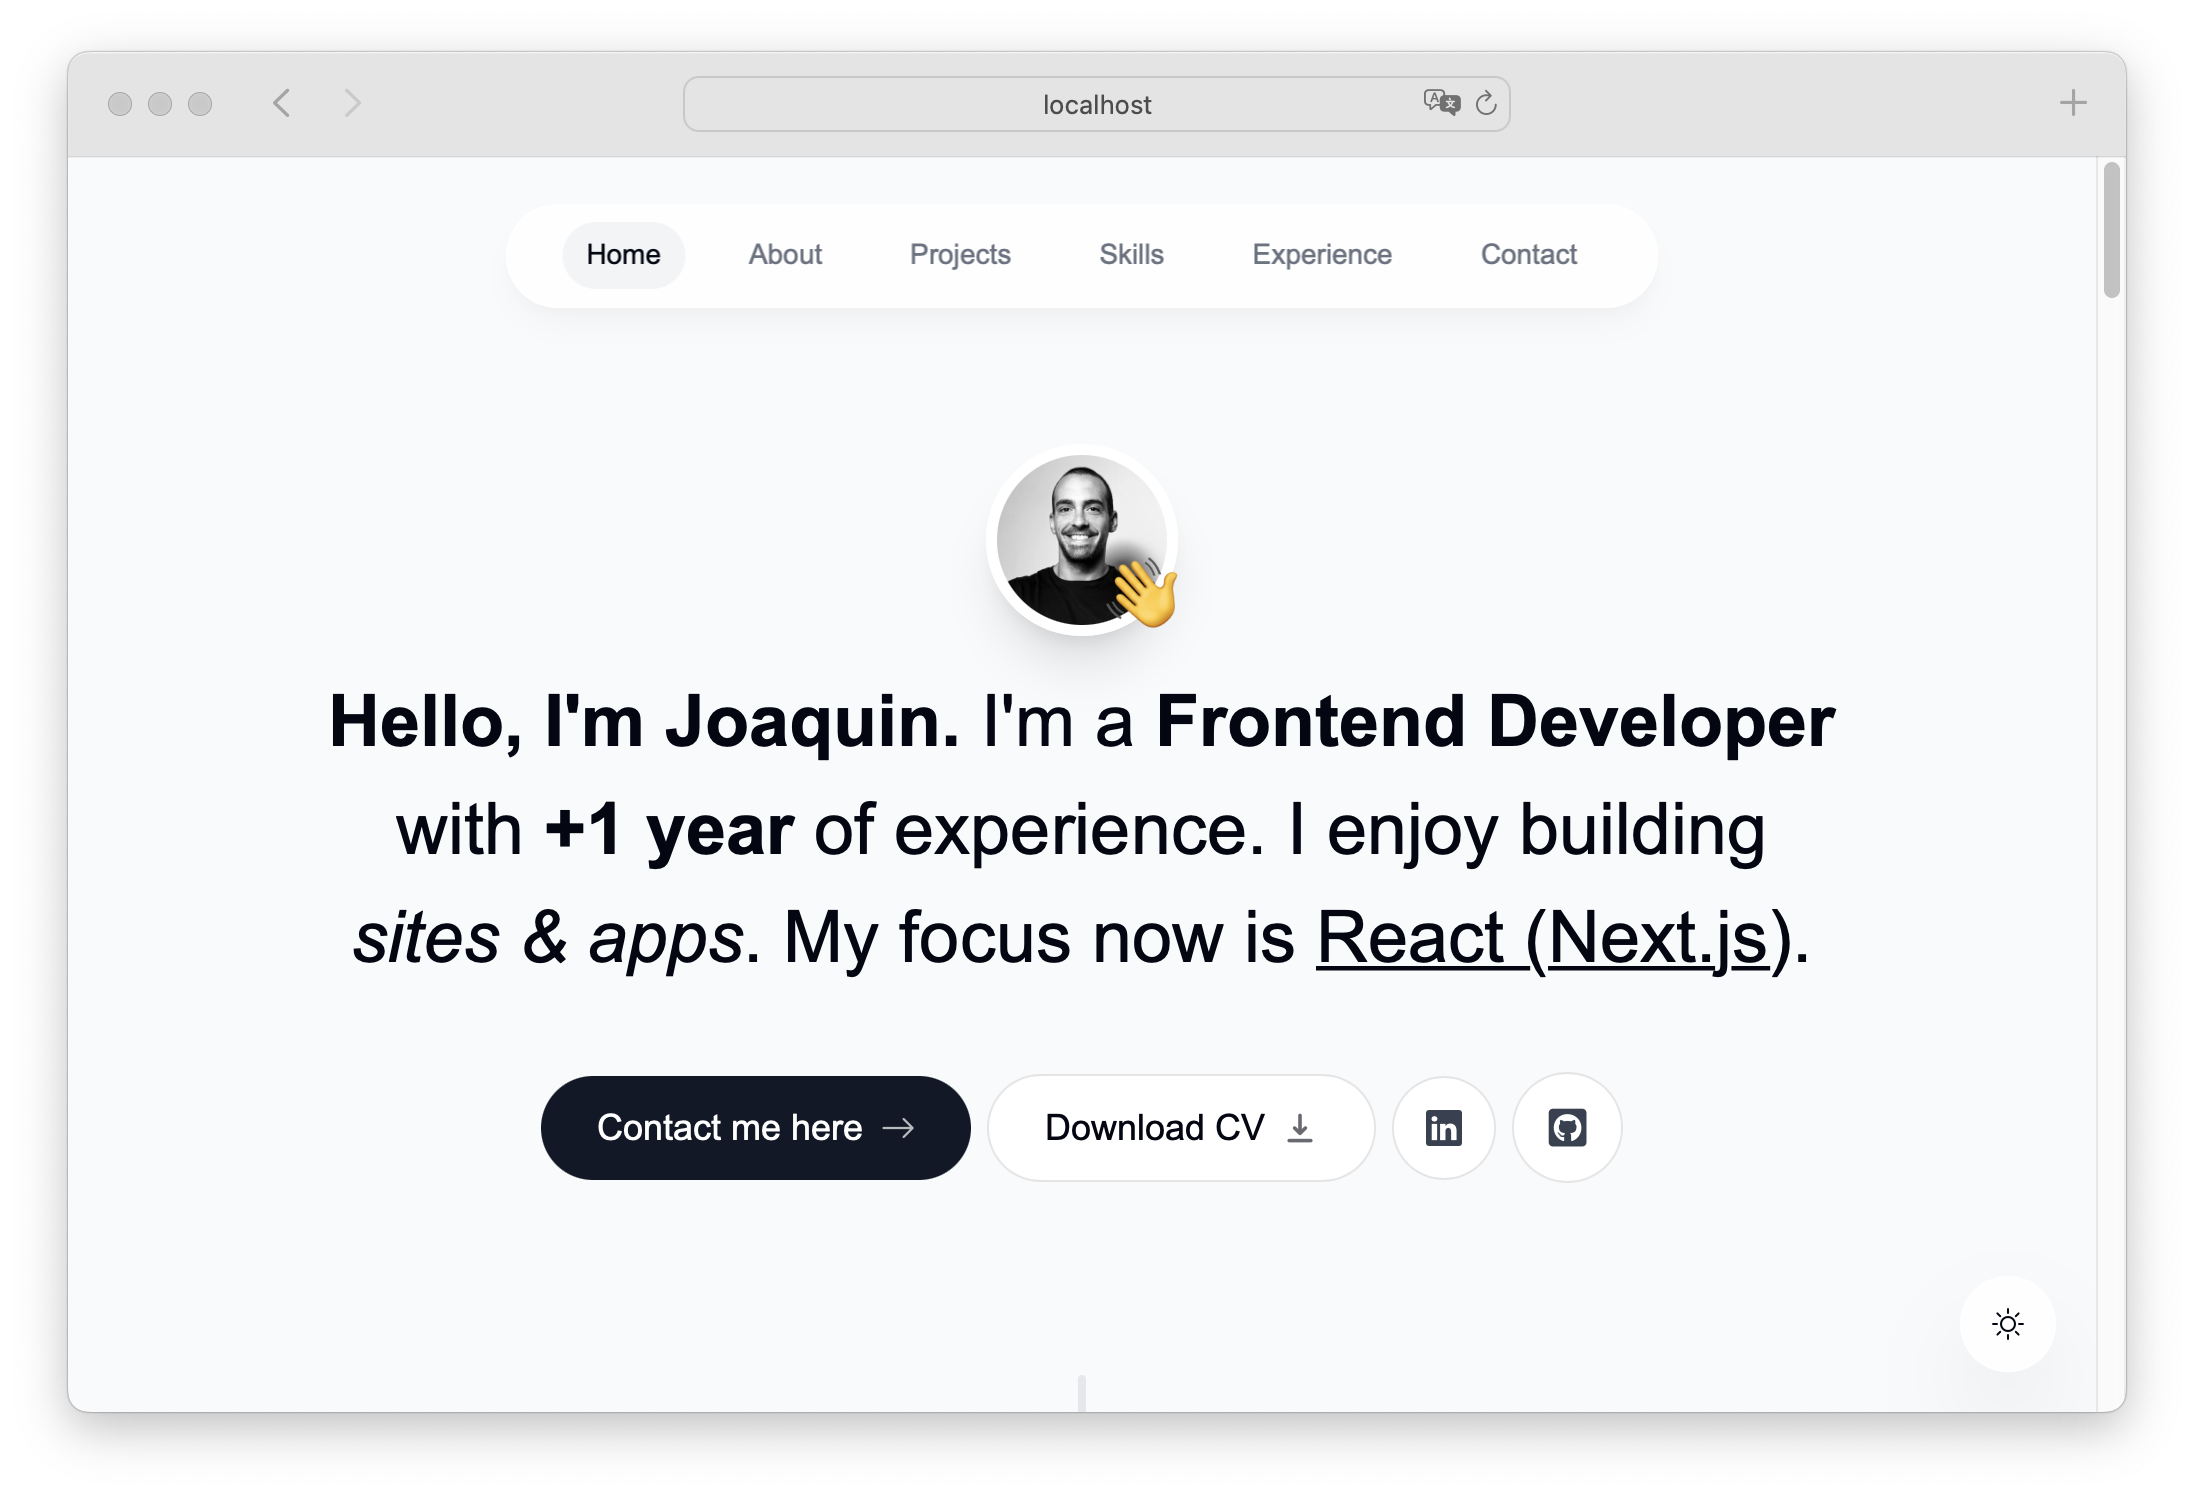 localhost
Home About Projects Skills Experience Contact
Hello, I'm Joaquin. I'm a Frontend Developer
with +1 year of experience. I enjoy building
sites & apps. My focus now is React (Next.js).
Contact me here Download CV in